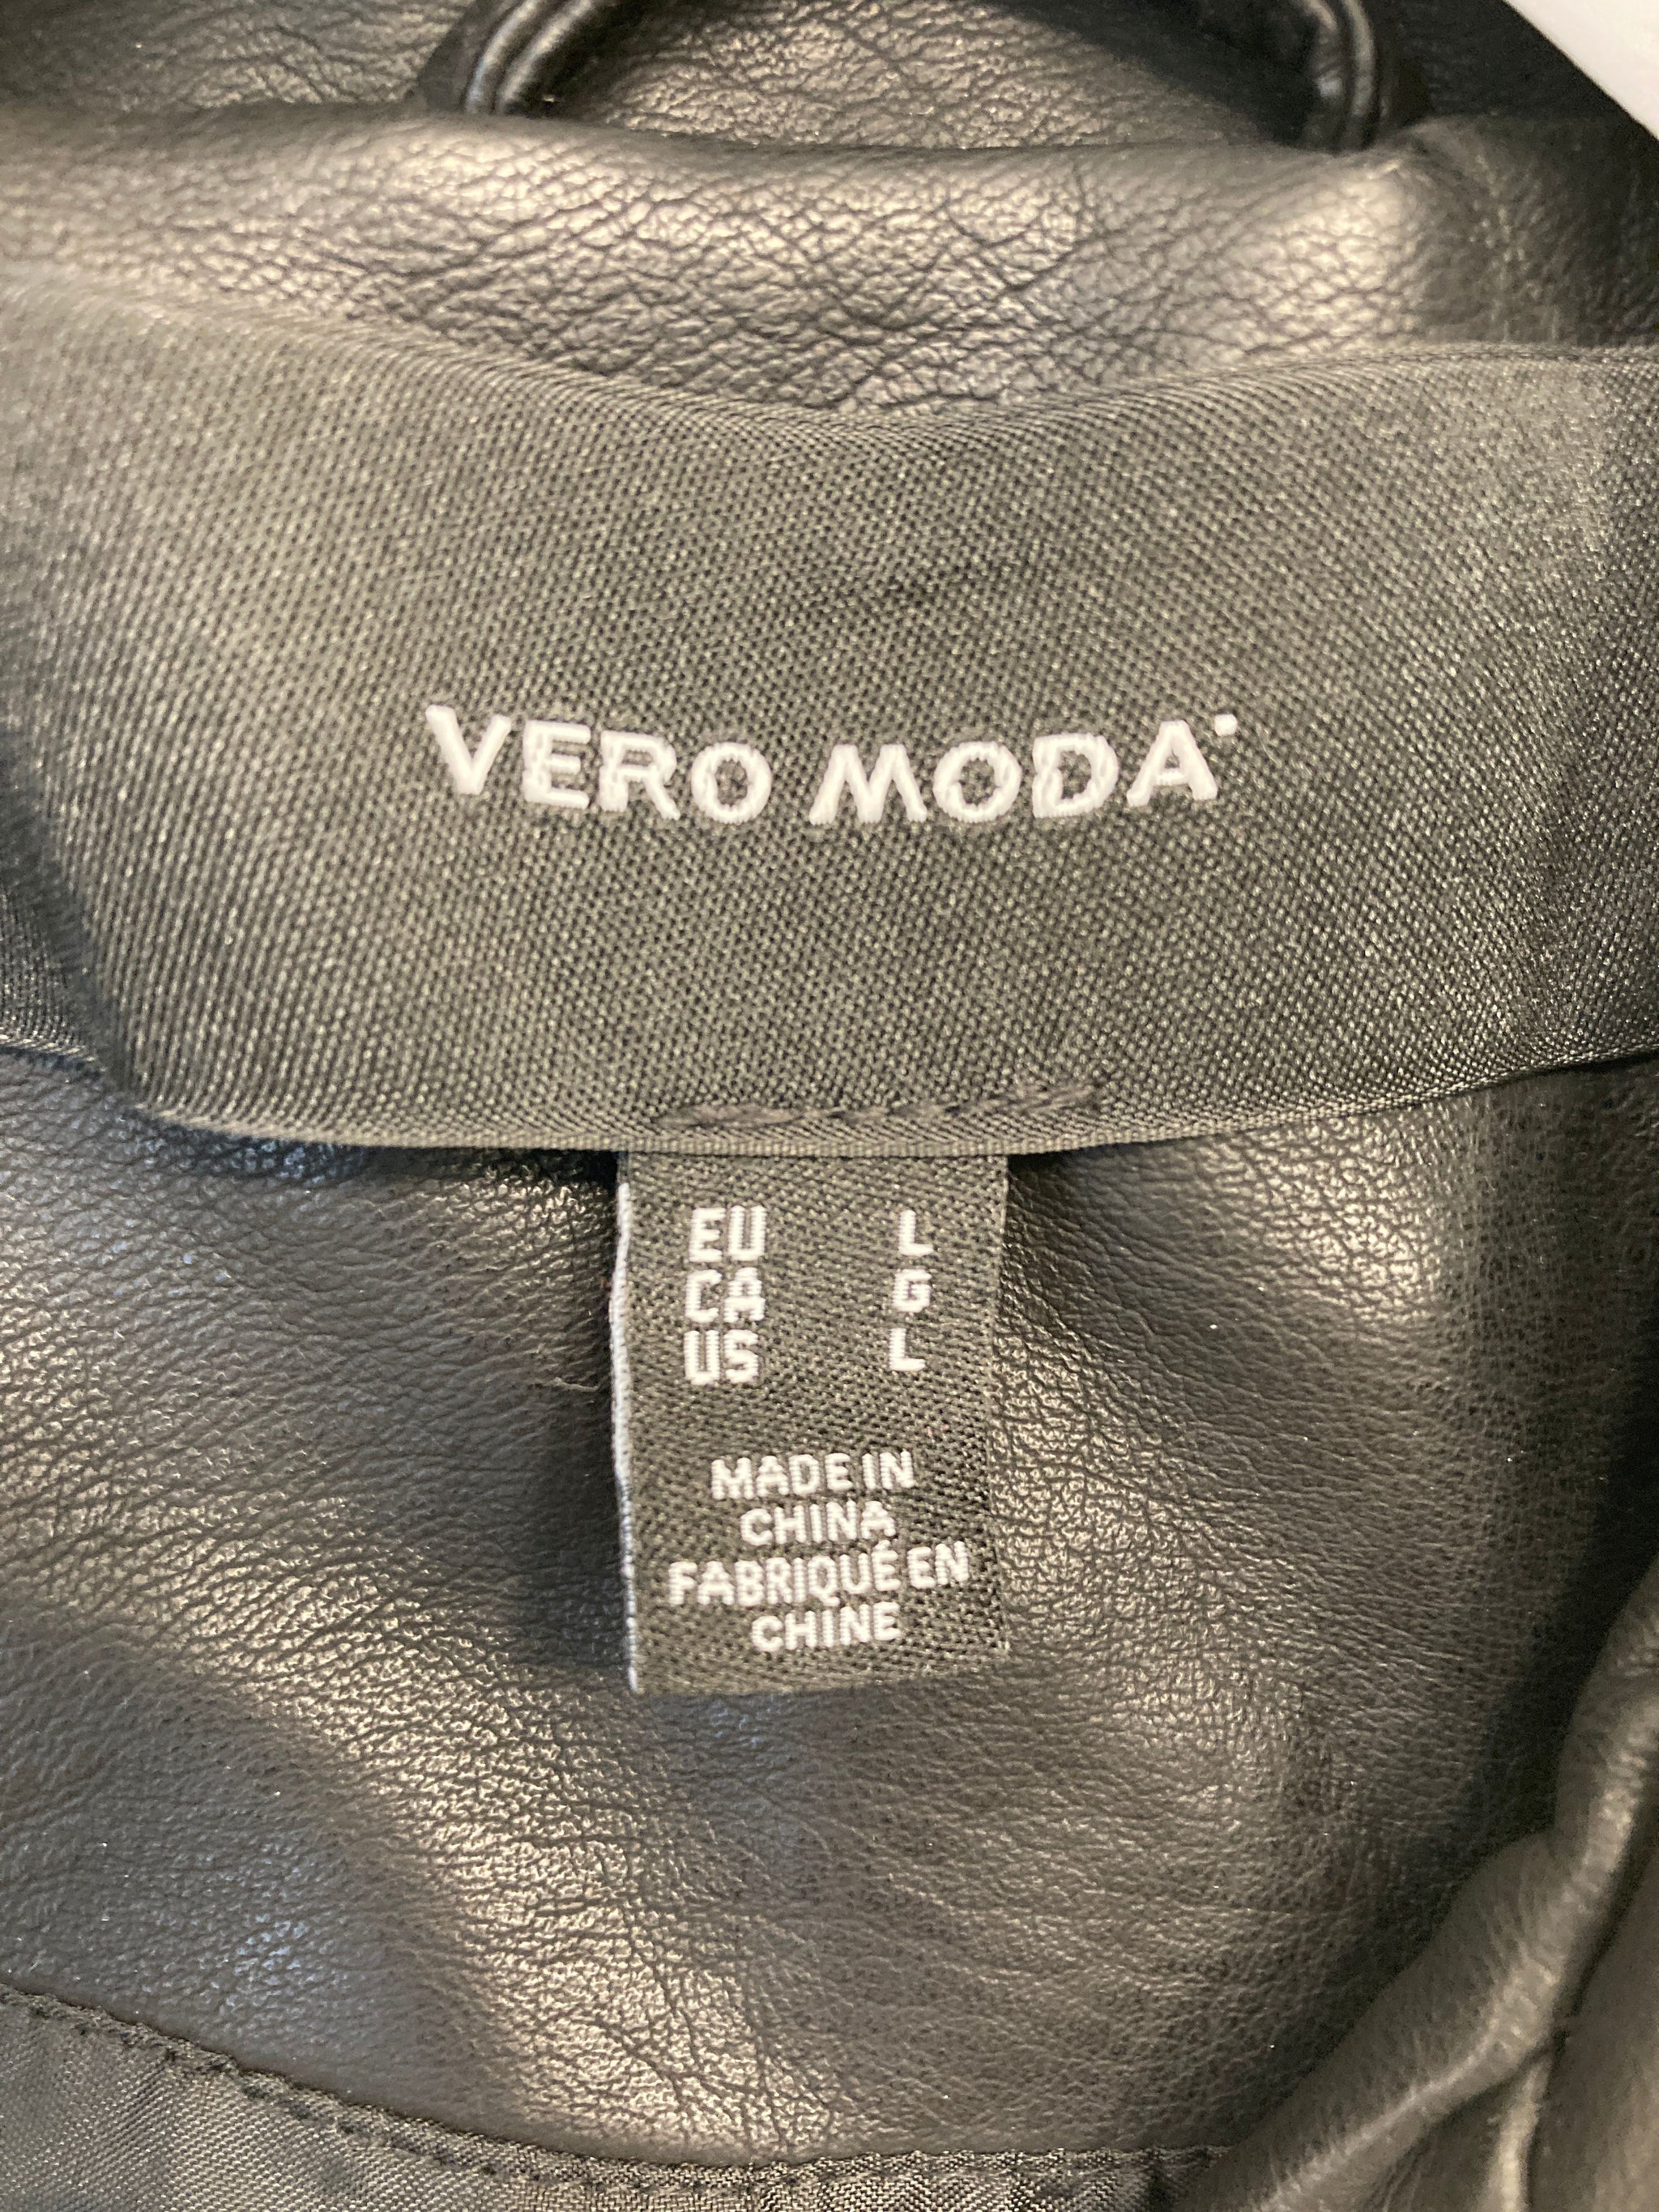 VERO MODA
EU L
CA G
US L
MADE IN
CHINA
FABRIQUÉ EN
CHINE